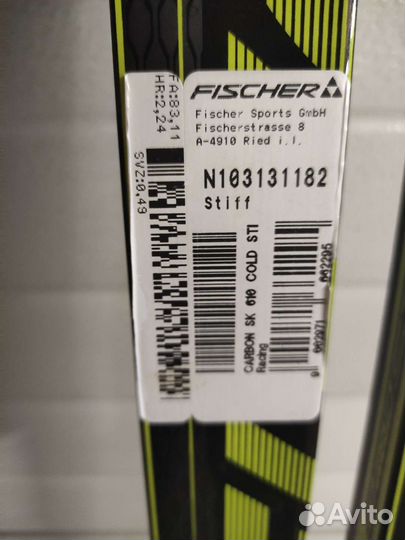 FISCHER
Fischer Sports GmbH
Fischerstrasse 8
A-4910 Ried i.I.
N103131182
Stiff
FA:83,11
HR:2,24
SVZ:0,49
CARBON SK 610 COLD STI
Racing
Avito